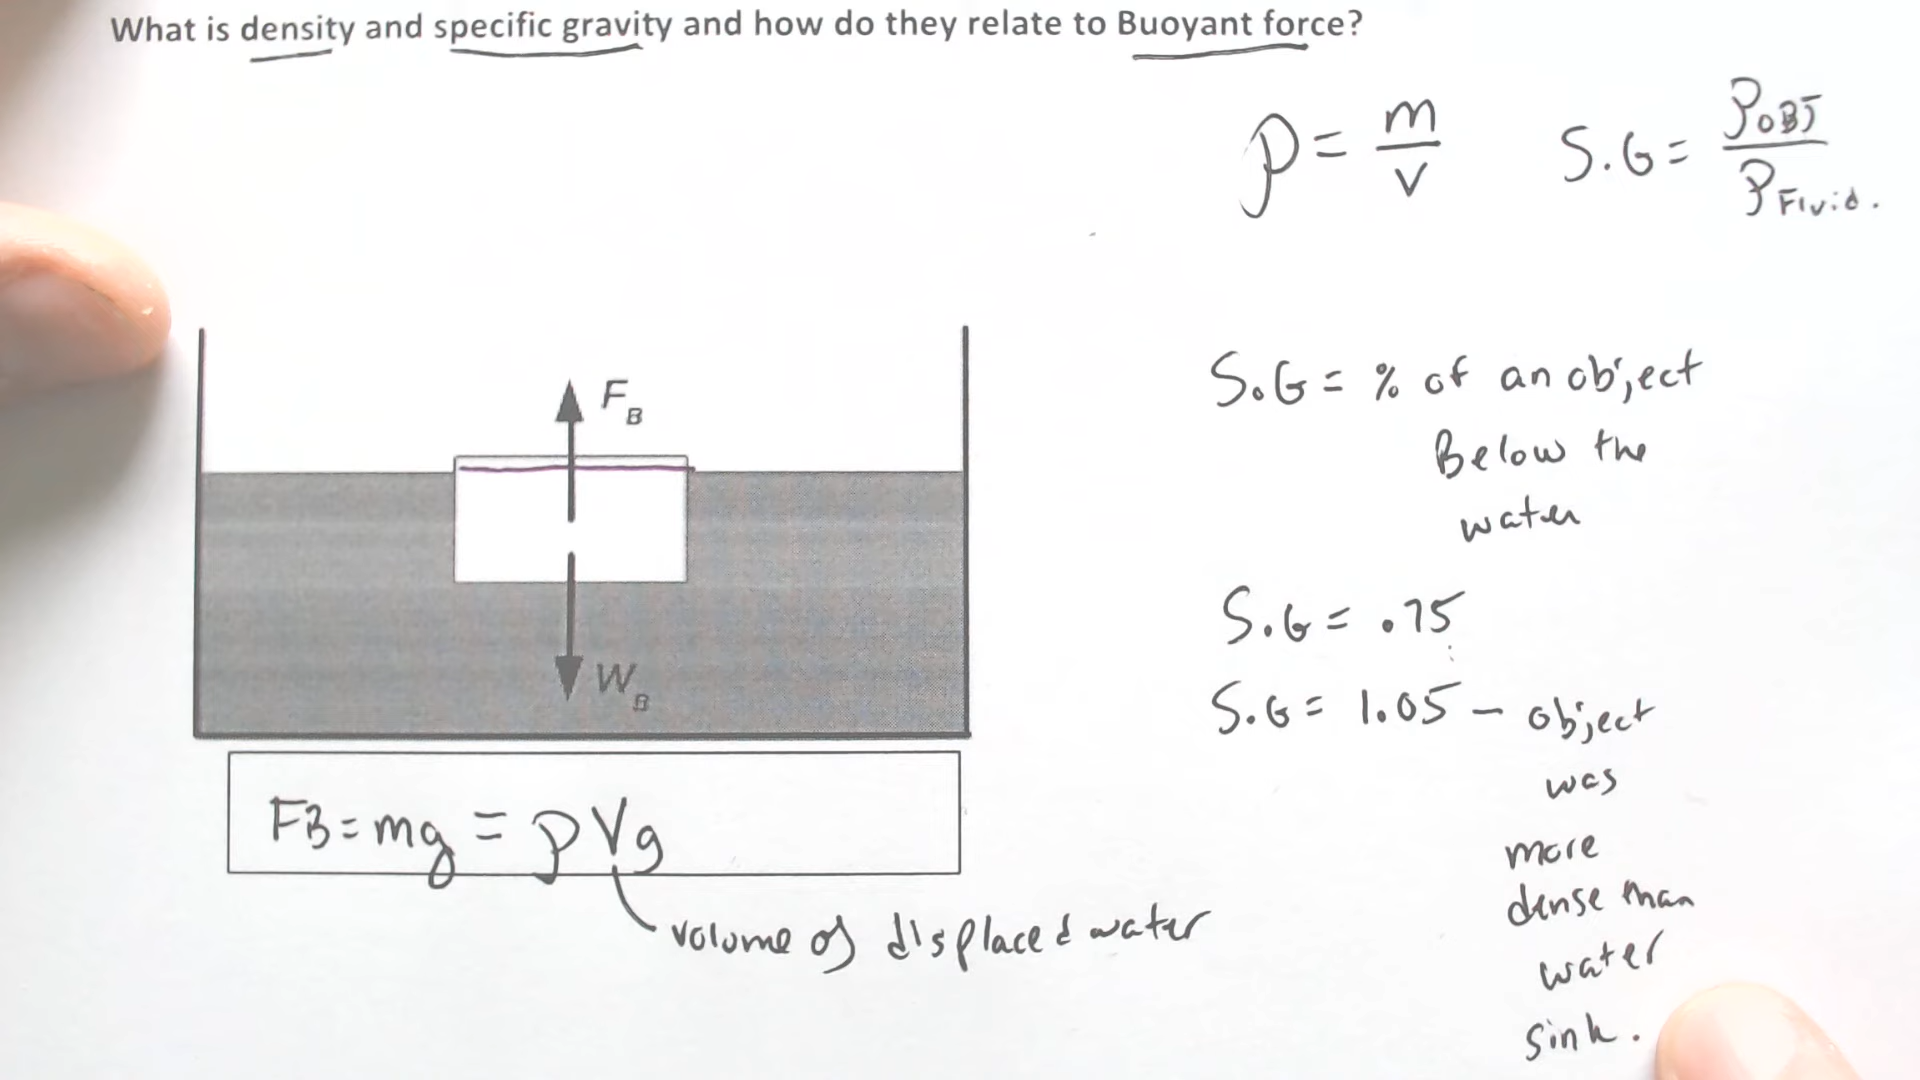 What is density and specific gravity and how do they relate to Buoyant force?
ρ = m/v
S.G = ρOBJ/ρFluid.
S.G = % of an object
Below the
water
S.G = .75
S.G = 1.05 - object
was
more
dense than
water
sink.
FB
WB
FB = mg = ρVg
volume of displaced water